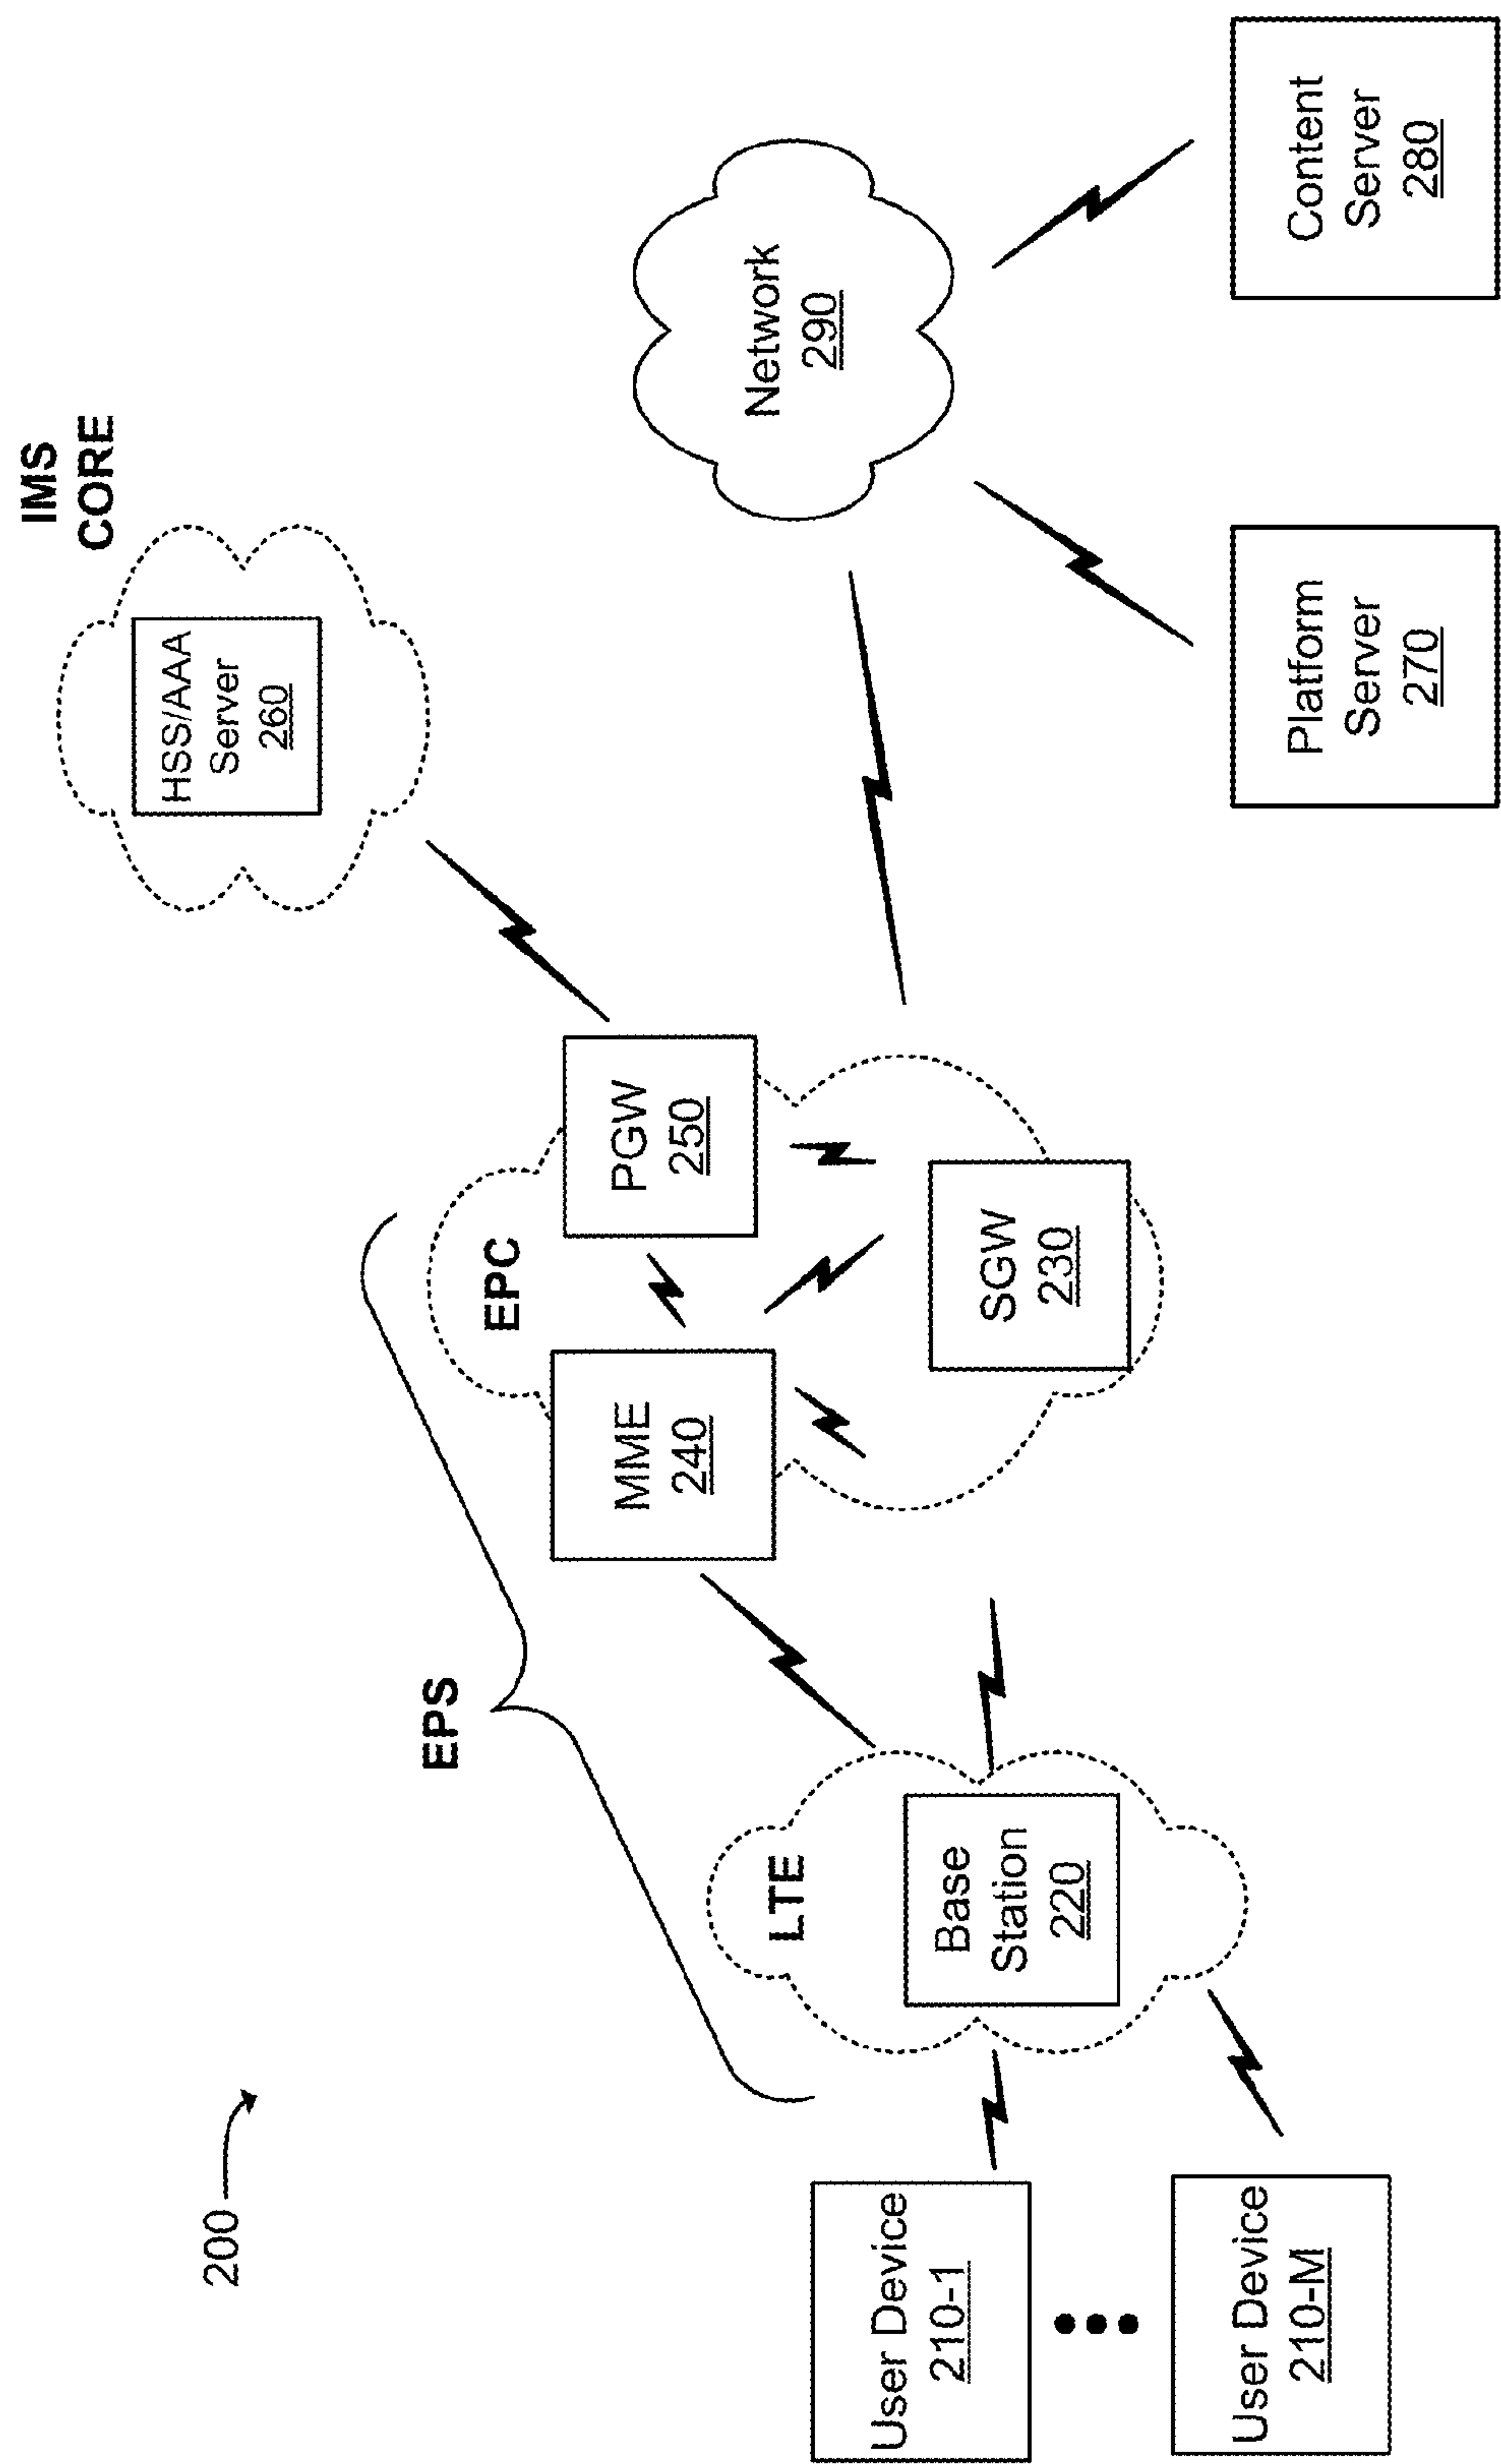 200
IMS
CORE
HSS/AAA
Server
260
EPS
EPC
PGW
250
MME
240
SGW
230
Network
290
LTE
Base
Station
220
User Device
210-1
User Device
210-M
Platform
Server
270
Content
Server
280